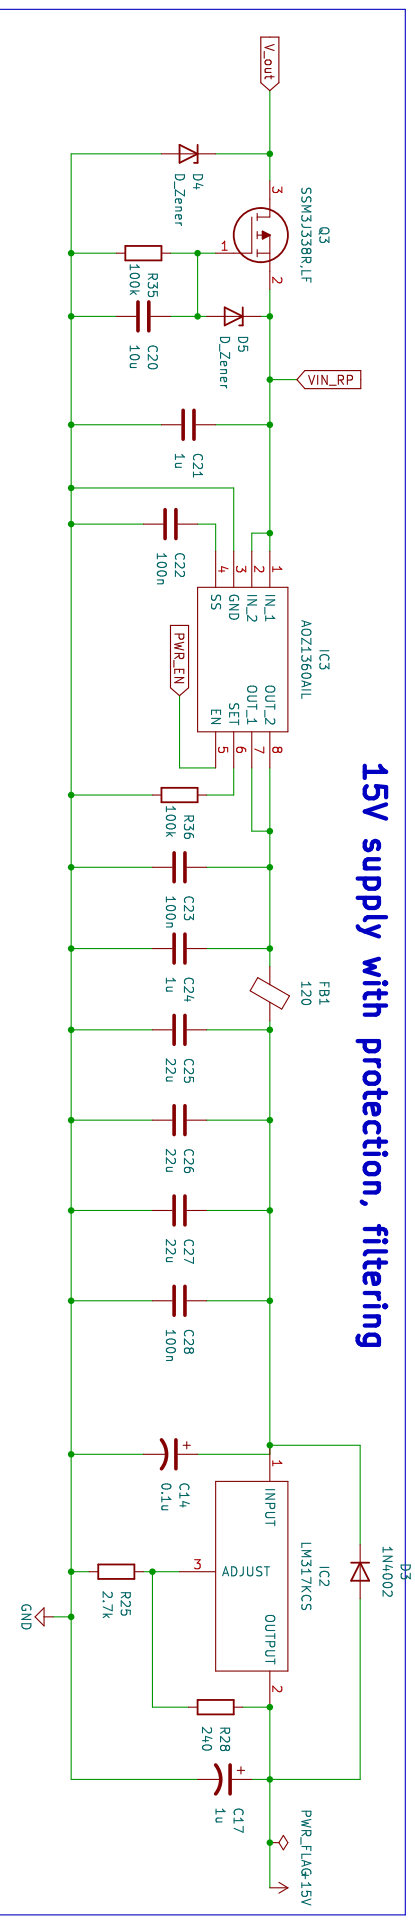 15V supply with protection, filtering
V_out
D4
D_Zener
Q3
SSM3J338R,LF
3
1
2
R35
100k
C20
10u
D5
D_Zener
VIN_RP
C21
1u
C22
100n
IC3
AOZ1360AIL
1
2
3
4
IN_1
IN_2
GND
SS
OUT_2
OUT_1
SET
EN
8
7
6
5
PWR_EN
R36
100k
C23
100n
C24
1u
FB1
120
C25
22u
C26
22u
C27
22u
C28
100n
C14
0.1u
+
D3
1N4002
IC2
LM317KCS
1
INPUT
3
ADJUST
OUTPUT
2
R25
2.7k
GND
R28
240
C17
1u
+
PWR_FLAG
+15V